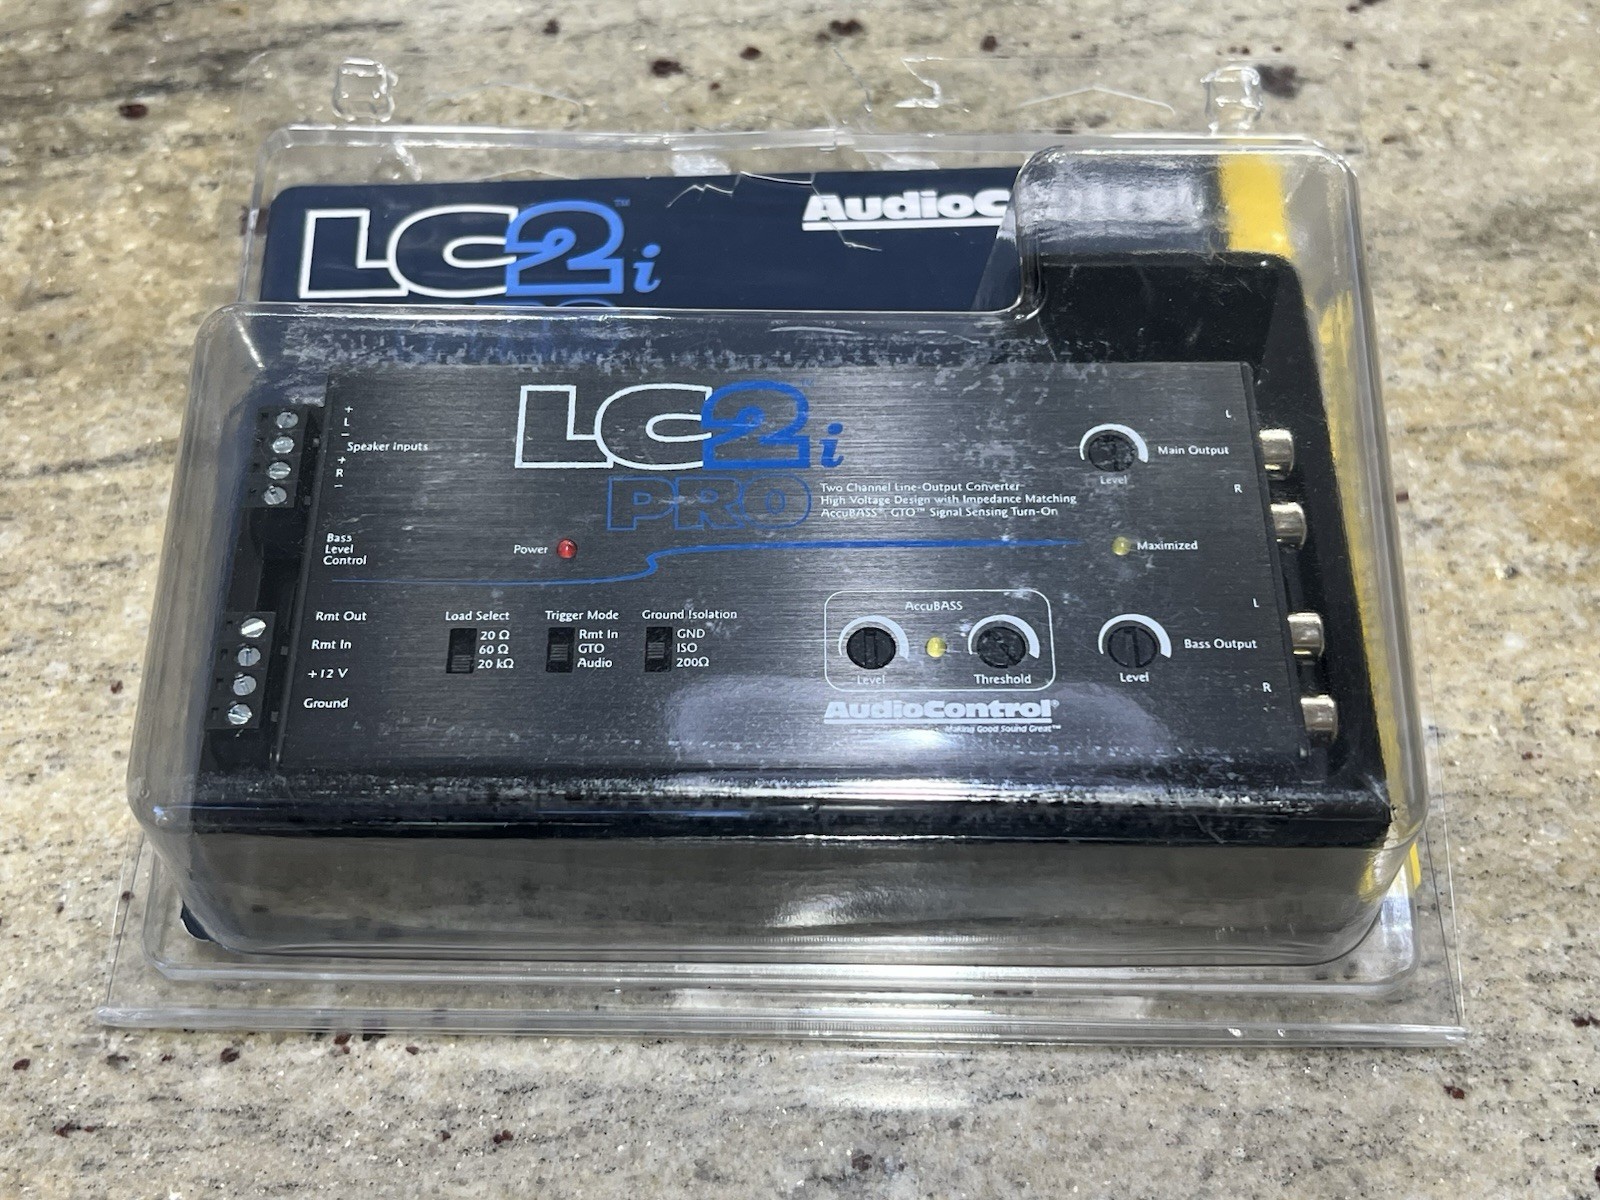 LC2i™
AudioControl
LC2i™
PRO
Two Channel Line-Output Converter
High Voltage Design with Impedance Matching
AccuBASS®, GTO™ Signal Sensing Turn-On
+
L
−
Speaker Inputs
+
R
−
Bass
Level
Control
Rmt Out
Rmt In
+12 V
Ground
Power
Load Select
20 Ω
60 Ω
20 kΩ
Trigger Mode
Rmt In
GTO
Audio
Ground Isolation
GND
ISO
200Ω
L
Main Output
Level
R
Maximized
AccuBASS
Level
Threshold
L
Bass Output
Level
R
AudioControl®
Making Good Sound Great™